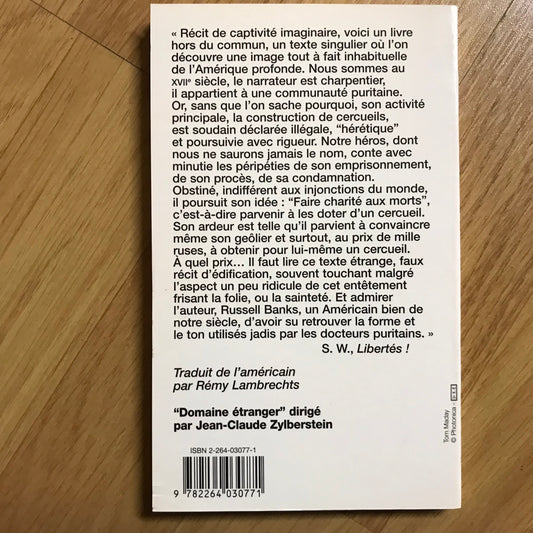 « Récit de captivité imaginaire, voici un livre
hors du commun, un texte singulier où l'on
découvre une image tout à fait inhabituelle
de l'Amérique profonde. Nous sommes au
XVIIe siècle, le narrateur est charpentier,
il appartient à une communauté puritaine.
Or, sans que l'on sache pourquoi, son activité
principale, la construction de cercueils,
est soudain déclarée illégale, "hérétique"
et poursuivie avec rigueur. Notre héros, dont
nous ne saurons jamais le nom, conte avec
minutie les péripéties de son emprisonnement,
de son procès, de sa condamnation.
Obstiné, indifférent aux injonctions du monde,
il poursuit son idée : "Faire charité aux morts",
c'est-à-dire parvenir à les doter d'un cercueil.
Son ardeur est telle qu'il parvient à convaincre
même son geôlier et surtout, au prix de mille
ruses, à obtenir pour lui-même un cercueil.
À quel prix... Il faut lire ce texte étrange, faux
récit d'édification, souvent touchant malgré
l'aspect un peu ridicule de cet entêtement
frisant la folie, ou la sainteté. Et admirer
l'auteur, Russell Banks, un Américain bien de
notre siècle, d'avoir su retrouver la forme et
le ton utilisés jadis par les docteurs puritains. »
S. W., Libertés !
Traduit de l'américain
par Rémy Lambrechts
"Domaine étranger" dirigé
par Jean-Claude Zylberstein
ISBN 2-264-03077-1
9 782264 030771
Tom Maday
© Photonica -